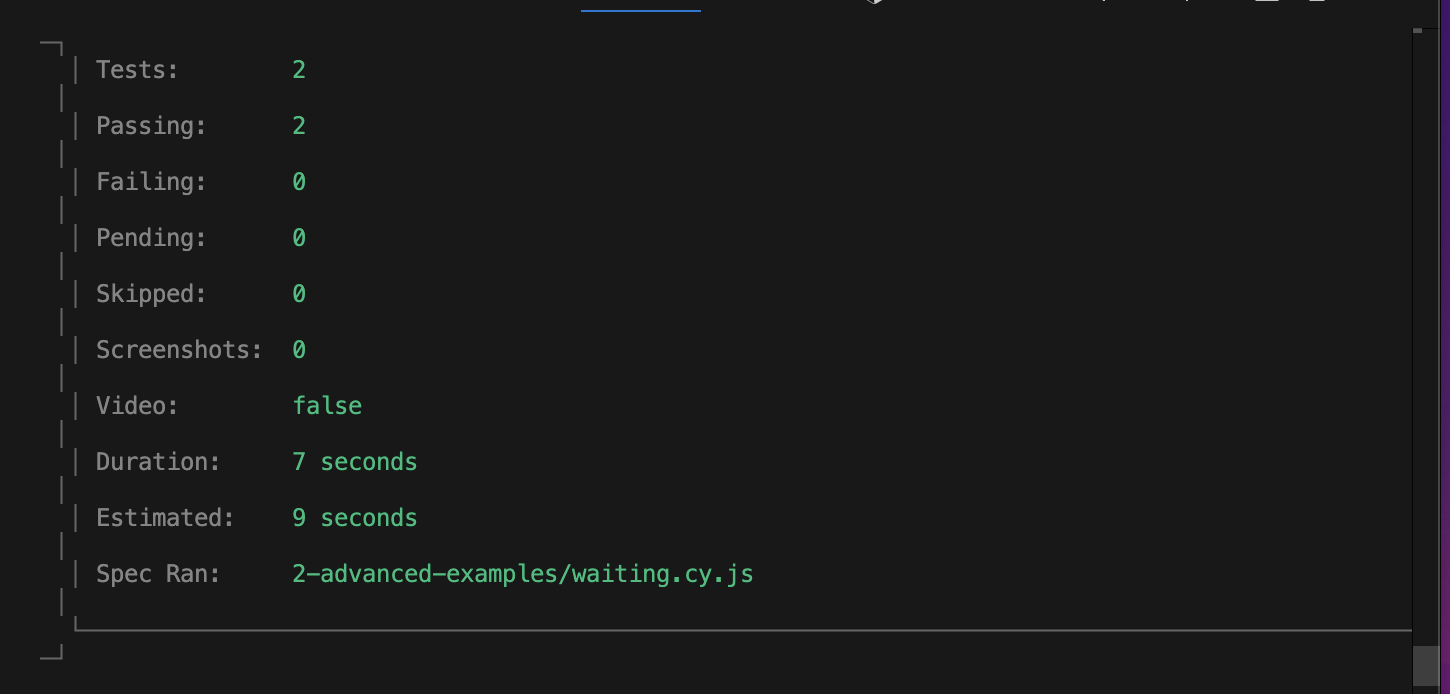 Tests: 2
Passing: 2
Failing: 0
Pending: 0
Skipped: 0
Screenshots: 0
Video: false
Duration: 7 seconds
Estimated: 9 seconds
Spec Ran: 2-advanced-examples/waiting.cy.js